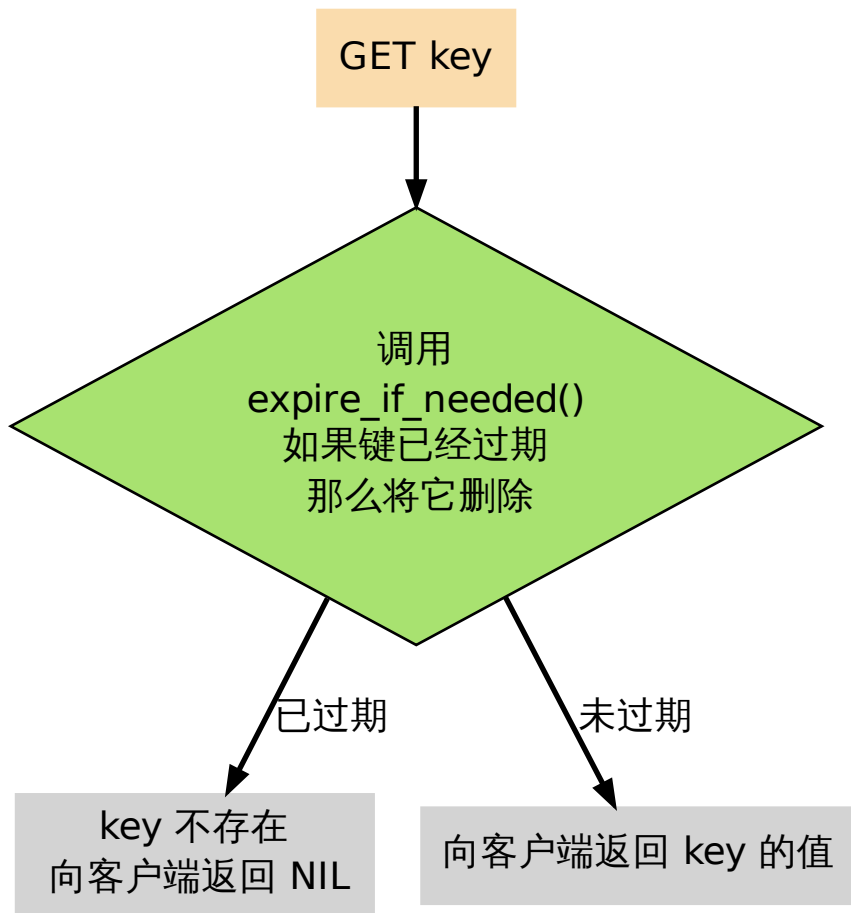 GET key
调用
expire_if_needed()
如果键已经过期
那么将它删除
已过期
未过期
key 不存在
向客户端返回 NIL
向客户端返回 key 的值